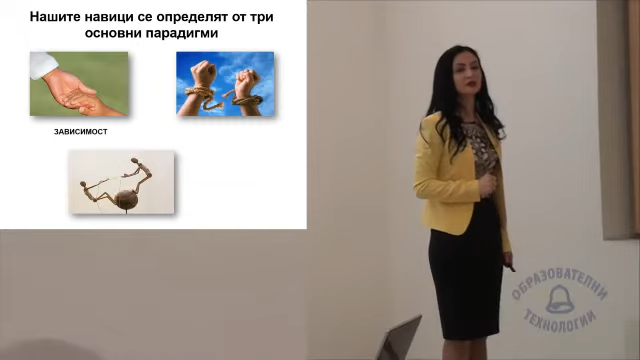 Нашите навици се определят от три
основни парадигми
ЗАВИСИМОСТ
ОБРАЗОВАТЕЛНИ
ТЕХНОЛОГИИ